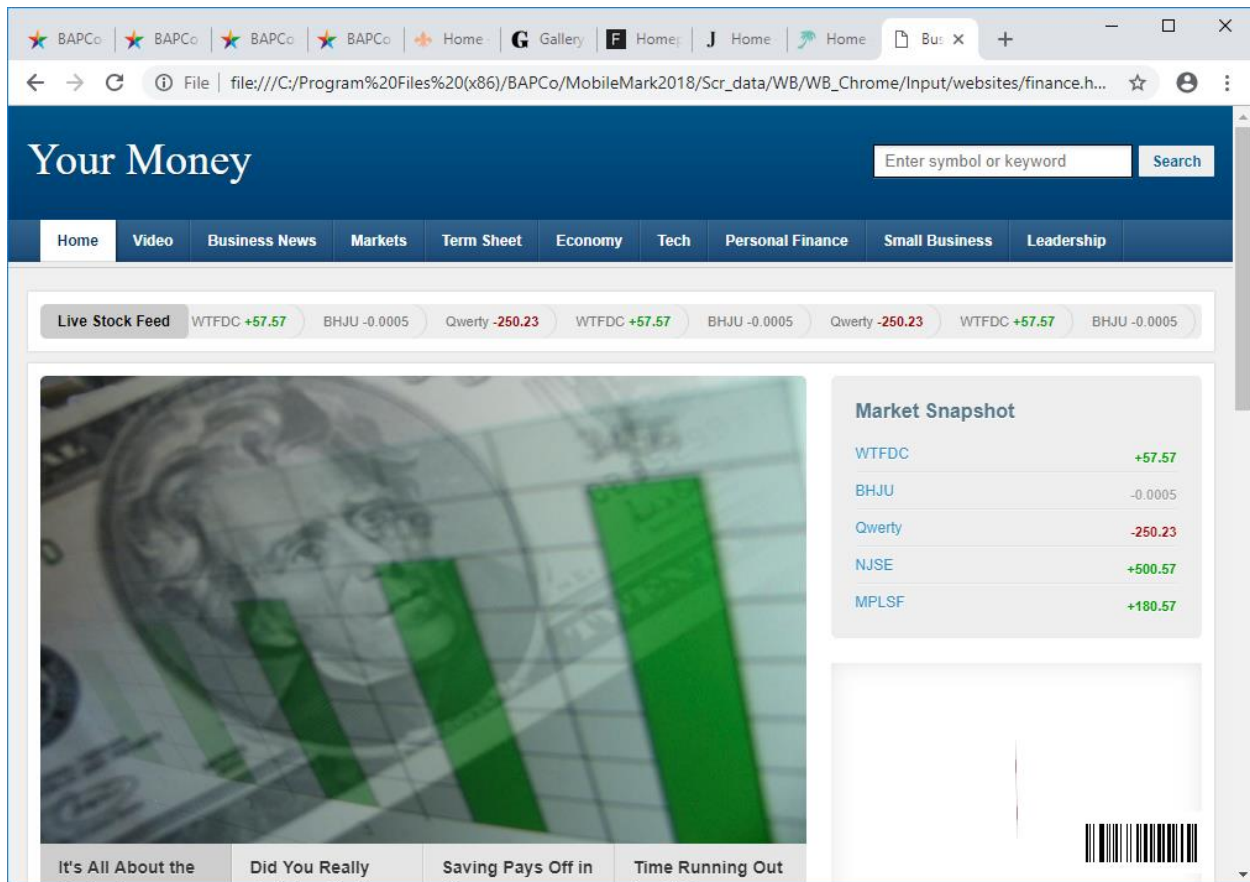 BAPCo BAPCo BAPCo BAPCo Home Gallery Home Home Home Bus
File file:///C:/Program%20Files%20(x86)/BAPCo/MobileMark2018/Scr_data/WB/WB_Chrome/Input/websites/finance.h...
Your Money
Enter symbol or keyword Search
Home Video Business News Markets Term Sheet Economy Tech Personal Finance Small Business Leadership
Live Stock Feed WTFDC +57.57 BHJU -0.0005 Qwerty -250.23 WTFDC +57.57 BHJU -0.0005 Qwerty -250.23 WTFDC +57.57 BHJU -0.0005
Market Snapshot
WTFDC +57.57
BHJU -0.0005
Qwerty -250.23
NJSE +500.57
MPLSF +180.57
It's All About the Did You Really Saving Pays Off in Time Running Out